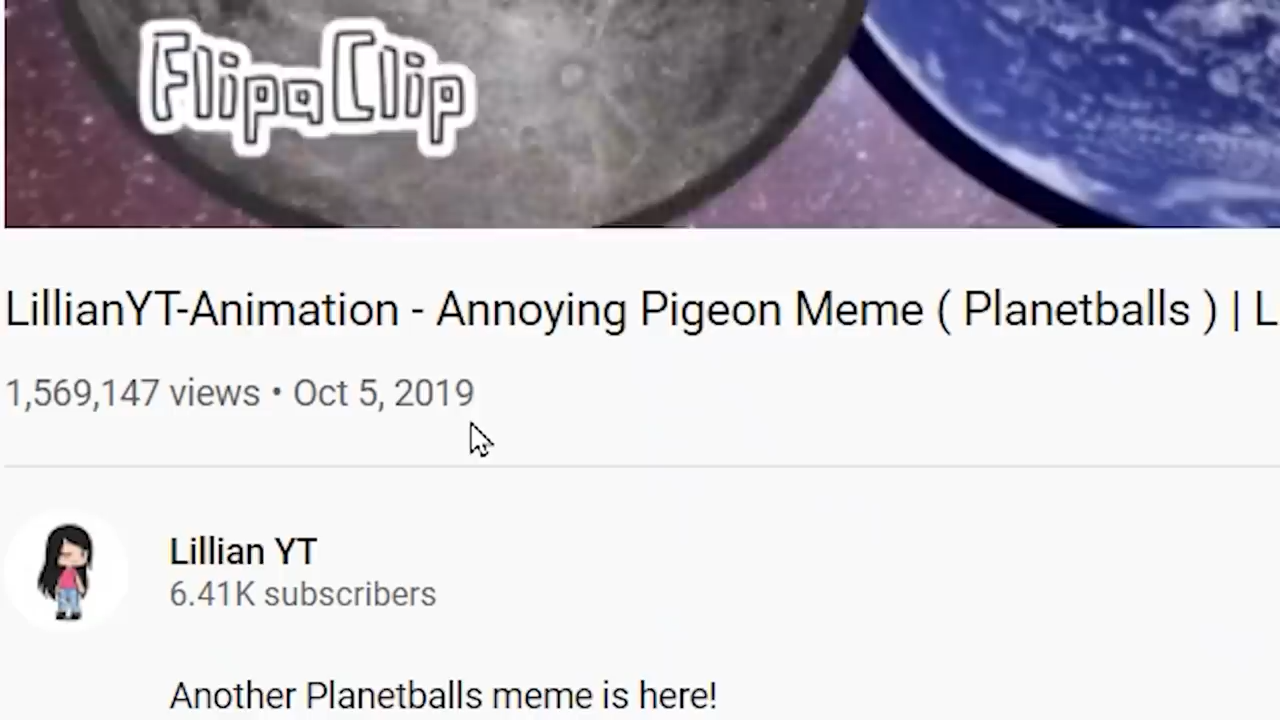 FlipaClip
LillianYT-Animation - Annoying Pigeon Meme ( Planetballs ) | L
1,569,147 views • Oct 5, 2019
Lillian YT
6.41K subscribers
Another Planetballs meme is here!